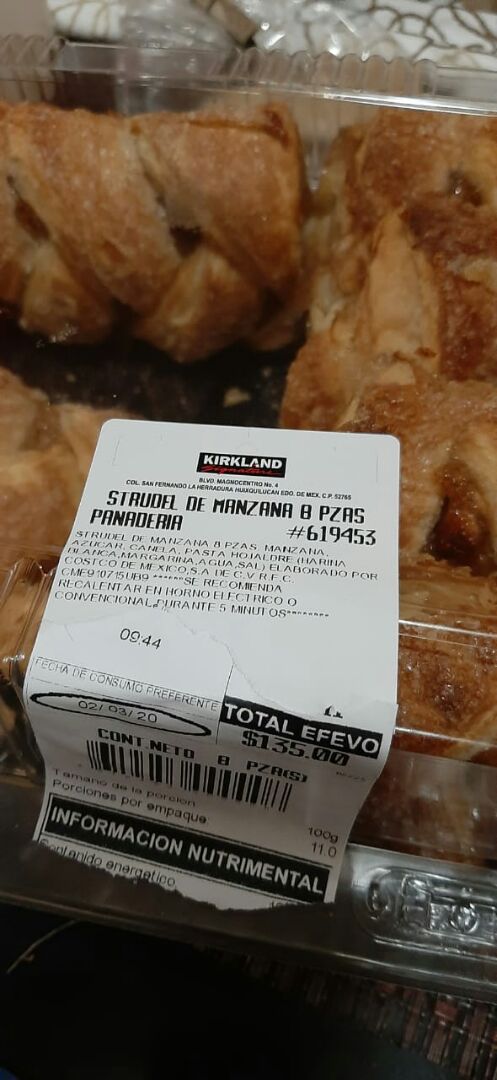 KIRKLAND
Signature
BLVD. MAGNOCENTRO No. 4
COL. SAN FERNANDO LA HERRADURA HUIXQUILUCAN EDO. DE MEX, C.P. 52765
STRUDEL DE MANZANA 8 PZAS
PANADERIA #619453
STRUDEL DE MANZANA 8 PZAS, MANZANA,
AZUCAR, CANELA, PASTA HOJALDRE (HARINA
BLANCA,MARGARINA,AGUA,SAL) ELABORADO POR
COSTCO DE MEXICO,S.A. DE C.V R.F.C.
CME910715UB9 ******SE RECOMIENDA
RECALENTAR EN HORNO ELECTRICO O
CONVENCIONAL,DURANTE 5 MINUTOS********
09:44
FECHA DE CONSUMO PREFERENTE
02/ 03/ 20
TOTAL EFEVO
$135.00
CONT.NETO 8 PZA(S)
Tamano de la porcion 100g
Porciones por empaque 11.0
INFORMACION NUTRIMENTAL
Contenido energetico